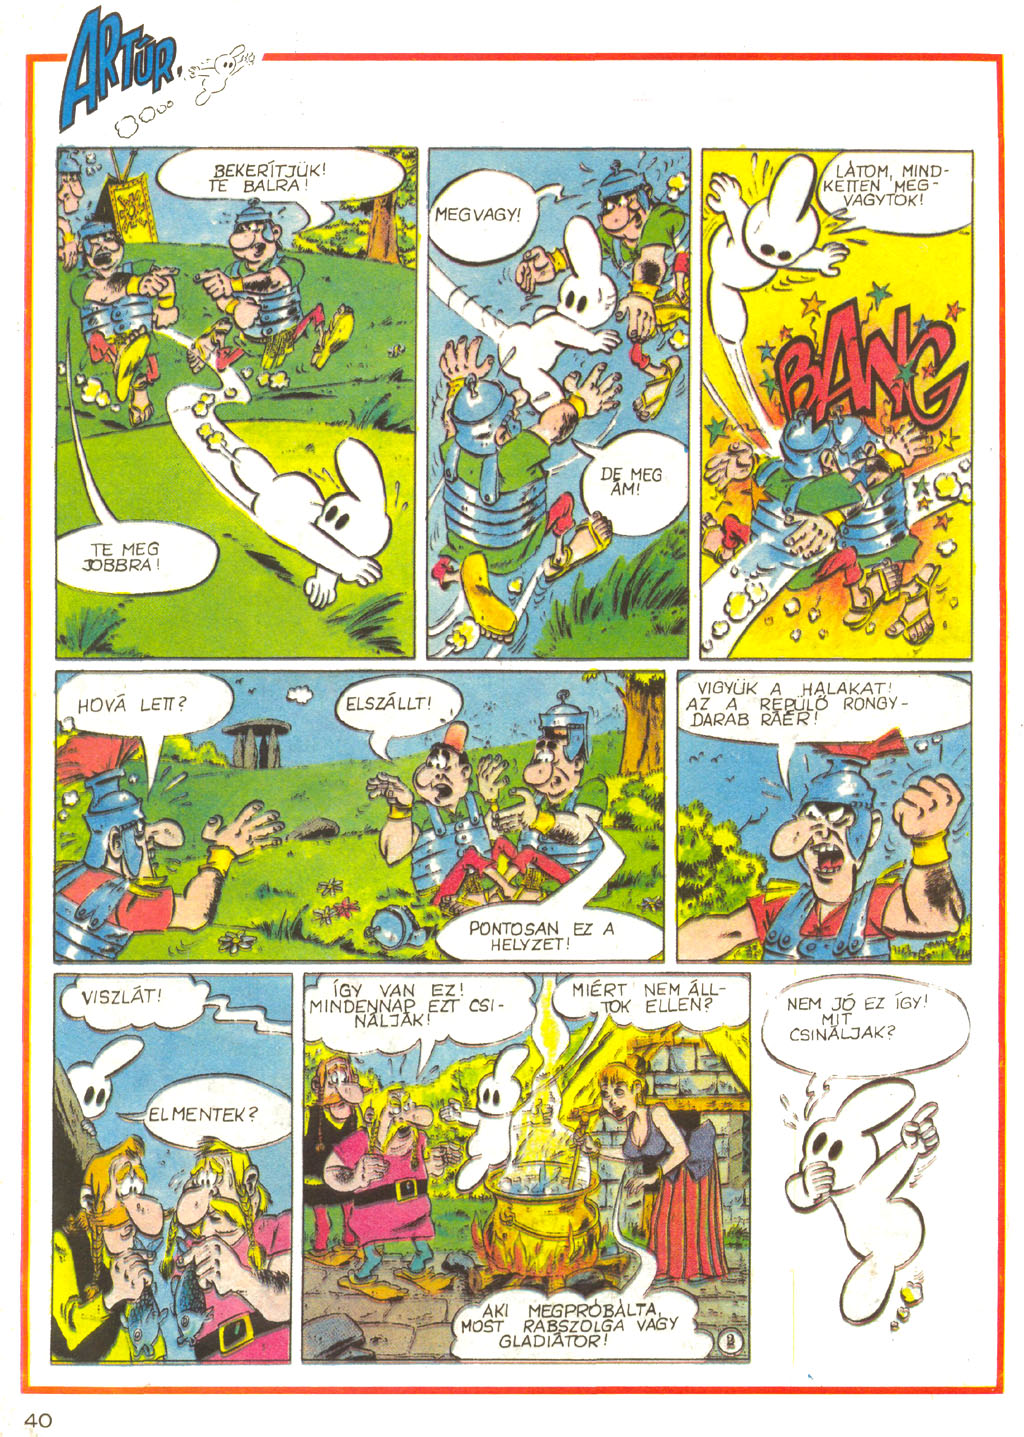 ARTÚR
BEKERÍTJÜK!
TE BALRA!
TE MEG
JOBBRA!
MEGVAGY!
DE MEG
ÁM!
LÁTOM, MIND-
KETTEN MEG-
VAGYTOK!
BANG
HOVÁ LETT?
ELSZÁLLT!
PONTOSAN EZ A
HELYZET!
VIGYÜK A HALAKAT!
AZ A REPÜLŐ RONGY-
DARAB RÁÉR!
VISZLÁT!
ELMENTEK?
ÍGY VAN EZ!
MINDENNAP EZT CSI-
NÁLJÁK!
MIÉRT NEM ÁLL-
TOK ELLEN?
AKI MEGPRÓBÁLTA,
MOST RABSZOLGA VAGY
GLADIÁTOR!
NEM JÓ EZ ÍGY!
MIT
CSINÁLJAK?
40